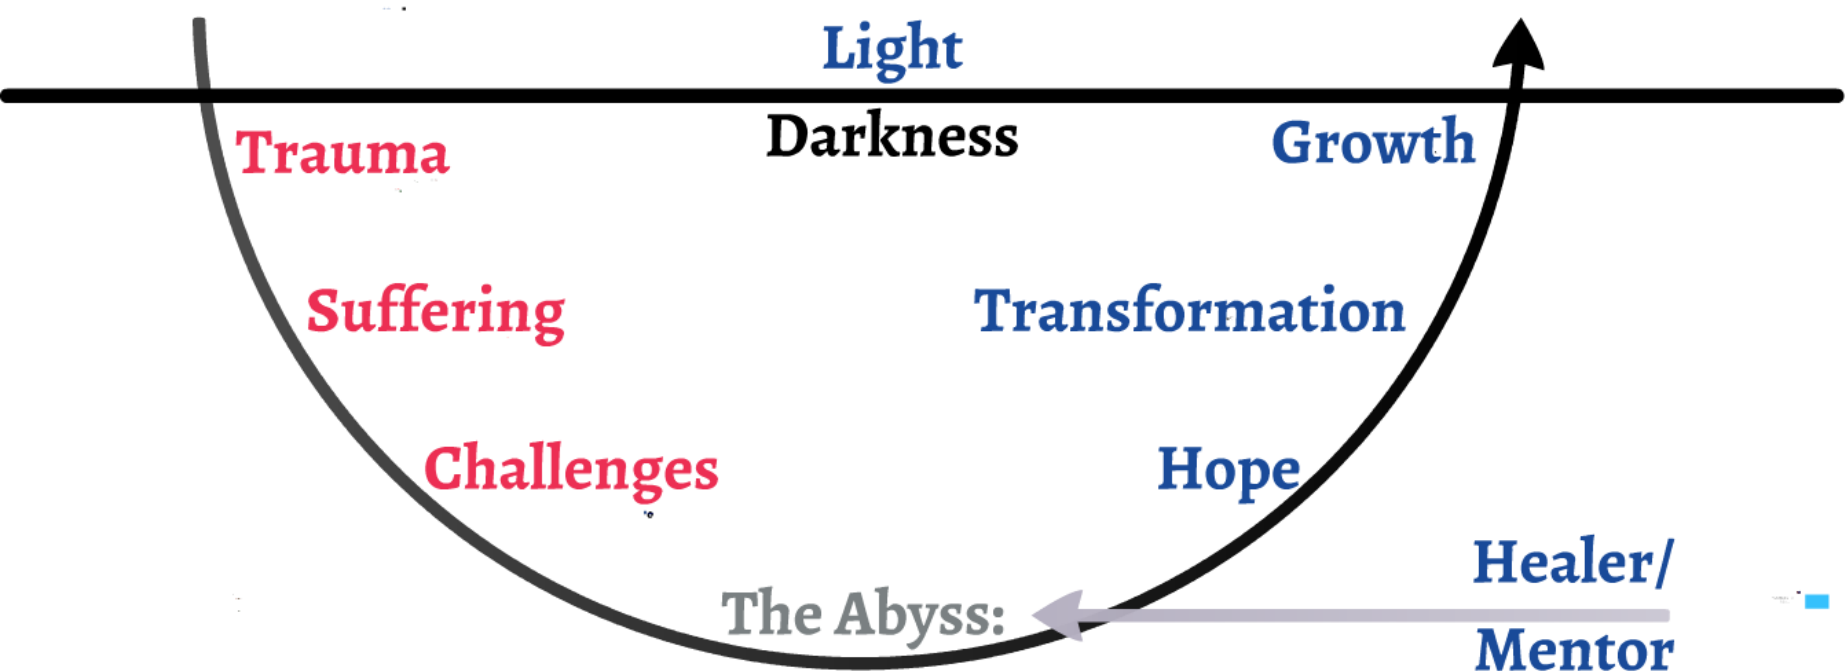 Light
Darkness
Trauma
Growth
Suffering
Transformation
Challenges
Hope
The Abyss:
Healer/
Mentor